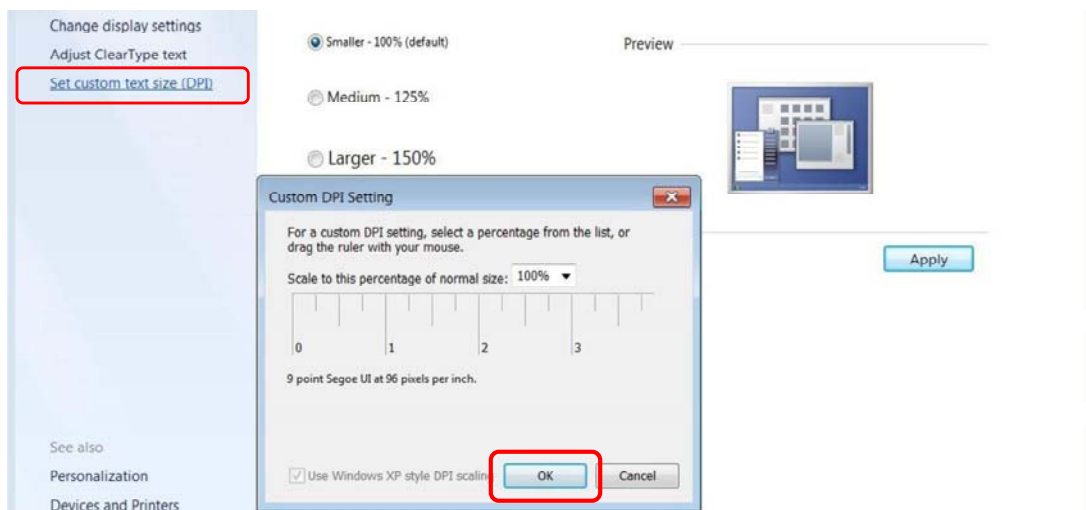 Change display settings
Adjust ClearType text
Set custom text size (DPI)
Smaller - 100% (default)
Preview
Medium - 125%
Larger - 150%
Apply
Custom DPI Setting
For a custom DPI setting, select a percentage from the list, or
drag the ruler with your mouse.
Scale to this percentage of normal size: 100%
0 1 2 3
9 point Segoe UI at 96 pixels per inch.
Use Windows XP style DPI scaling
OK
Cancel
See also
Personalization
Devices and Printers